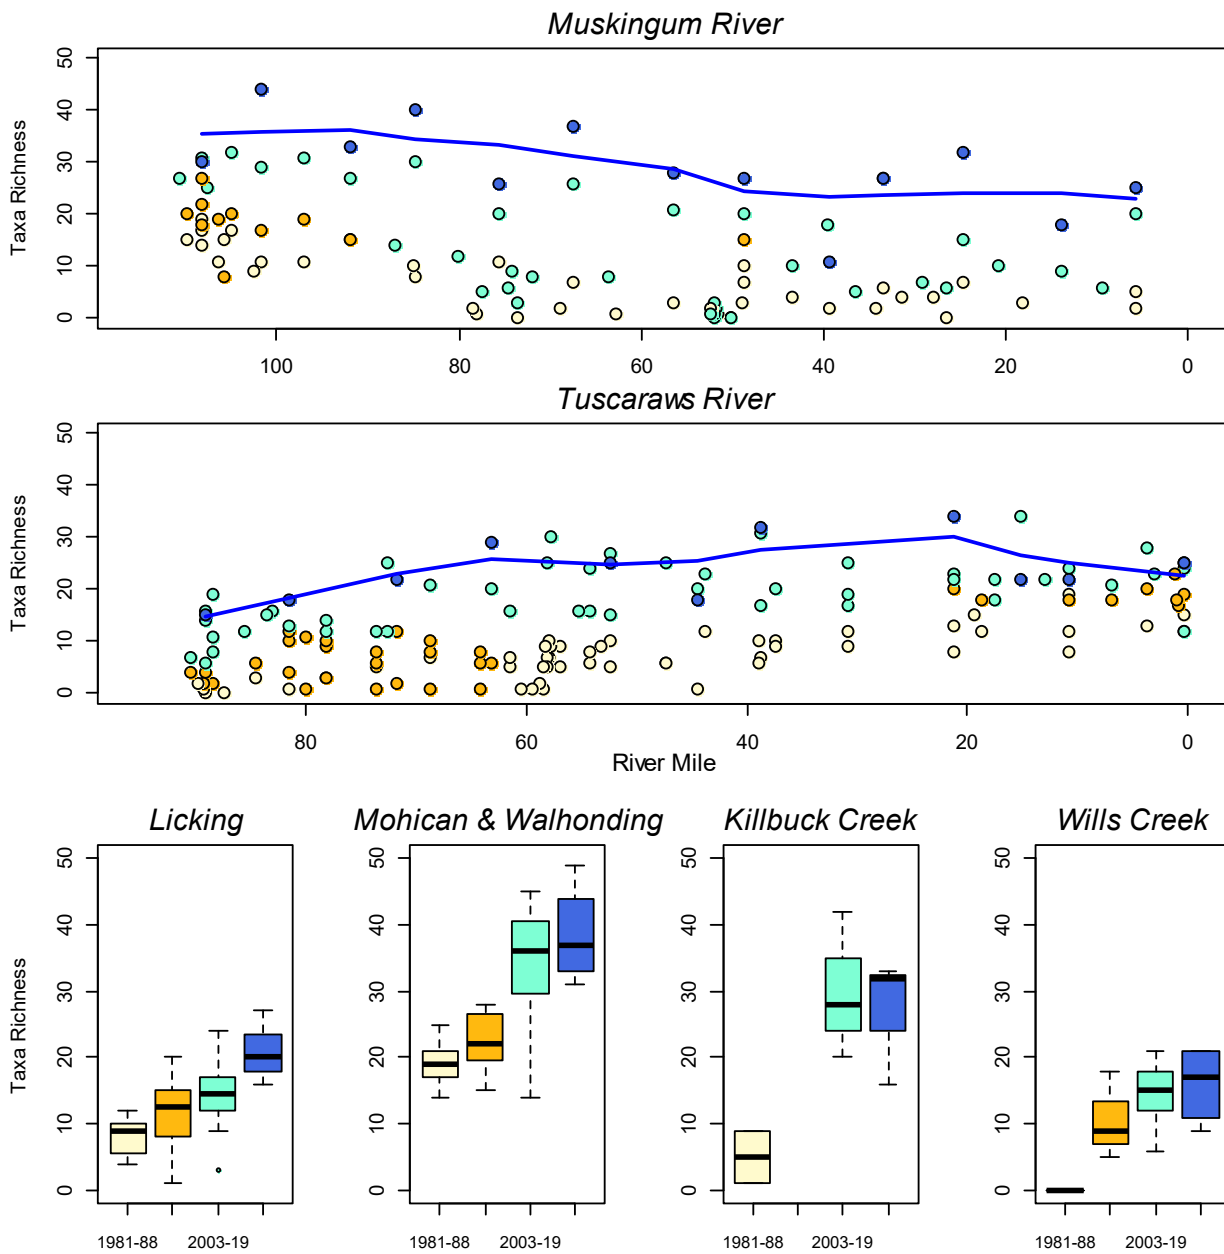 Muskingum River
Taxa Richness
50
40
30
20
10
0
100 80 60 40 20 0
Tuscaraws River
Taxa Richness
50
40
30
20
10
0
80 60 40 20 0
River Mile
Licking Mohican & Walhonding Killbuck Creek Wills Creek
Taxa Richness
50 50 50 50
40 40 40 40
30 30 30 30
20 20 20 20
10 10 10 10
0 0 0 0
1981-88 2003-19 1981-88 2003-19 1981-88 2003-19 1981-88 2003-19